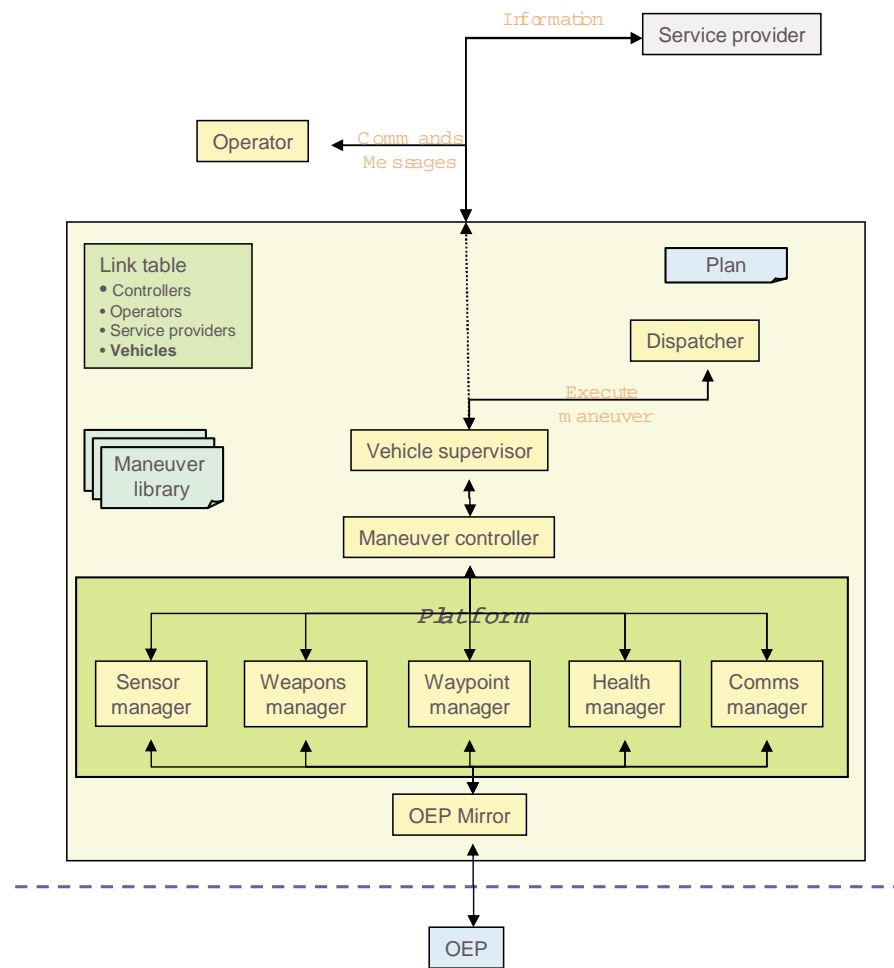 Information
Service provider
Operator
Commands
Messages
Link table
• Controllers
• Operators
• Service providers
• Vehicles
Plan
Dispatcher
Execute
maneuver
Vehicle supervisor
Maneuver
library
Maneuver controller
Platform
Sensor
manager
Weapons
manager
Waypoint
manager
Health
manager
Comms
manager
OEP Mirror
OEP